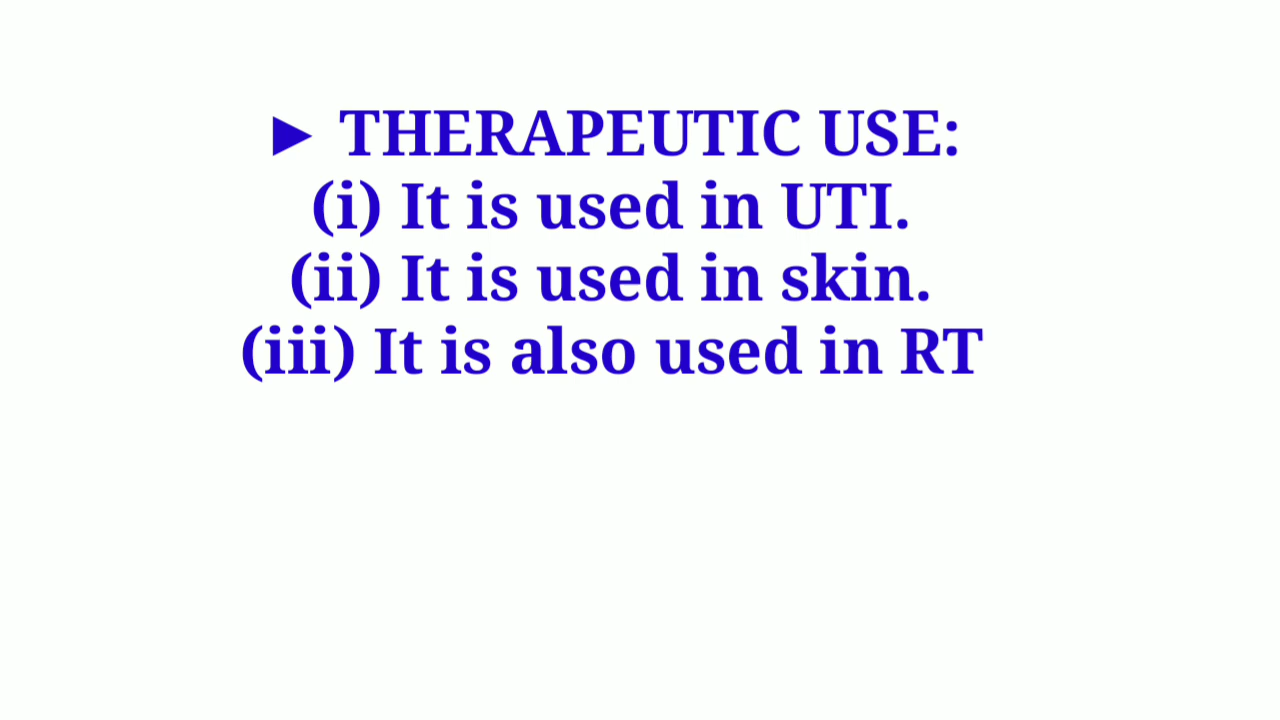 ► THERAPEUTIC USE:
(i) It is used in UTI.
(ii) It is used in skin.
(iii) It is also used in RT